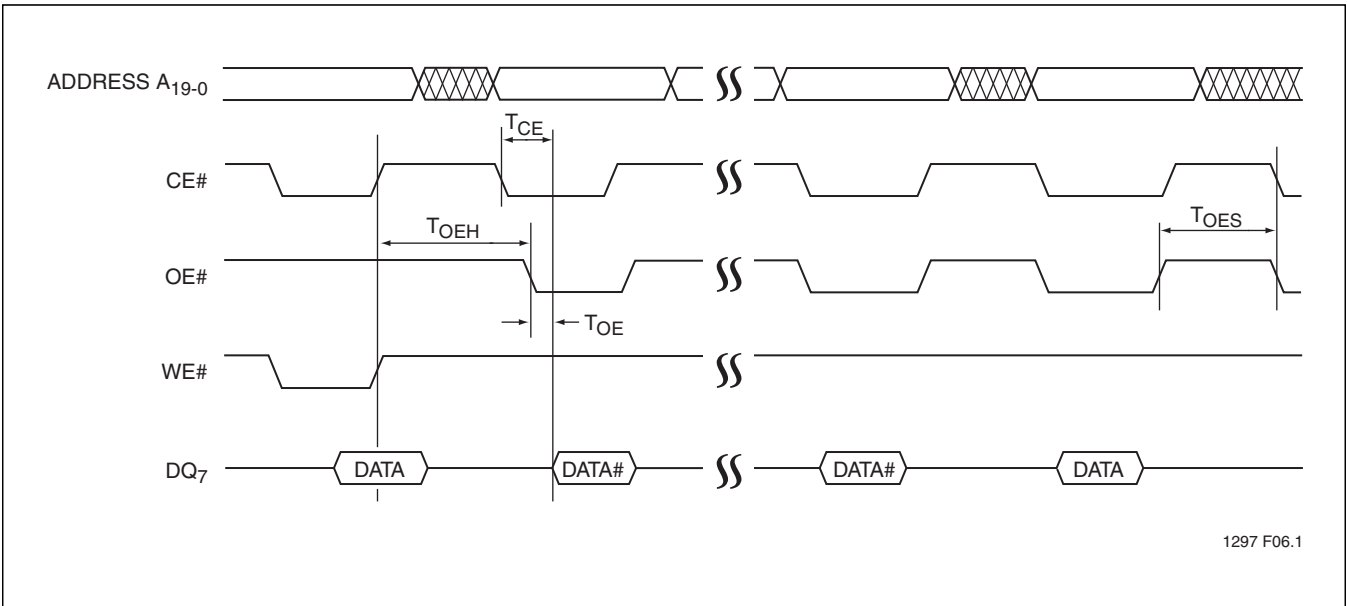 ADDRESS A19-0
TCE
CE#
TOEH
TOES
OE#
TOE
WE#
DQ7
DATA
DATA#
DATA#
DATA
1297 F06.1